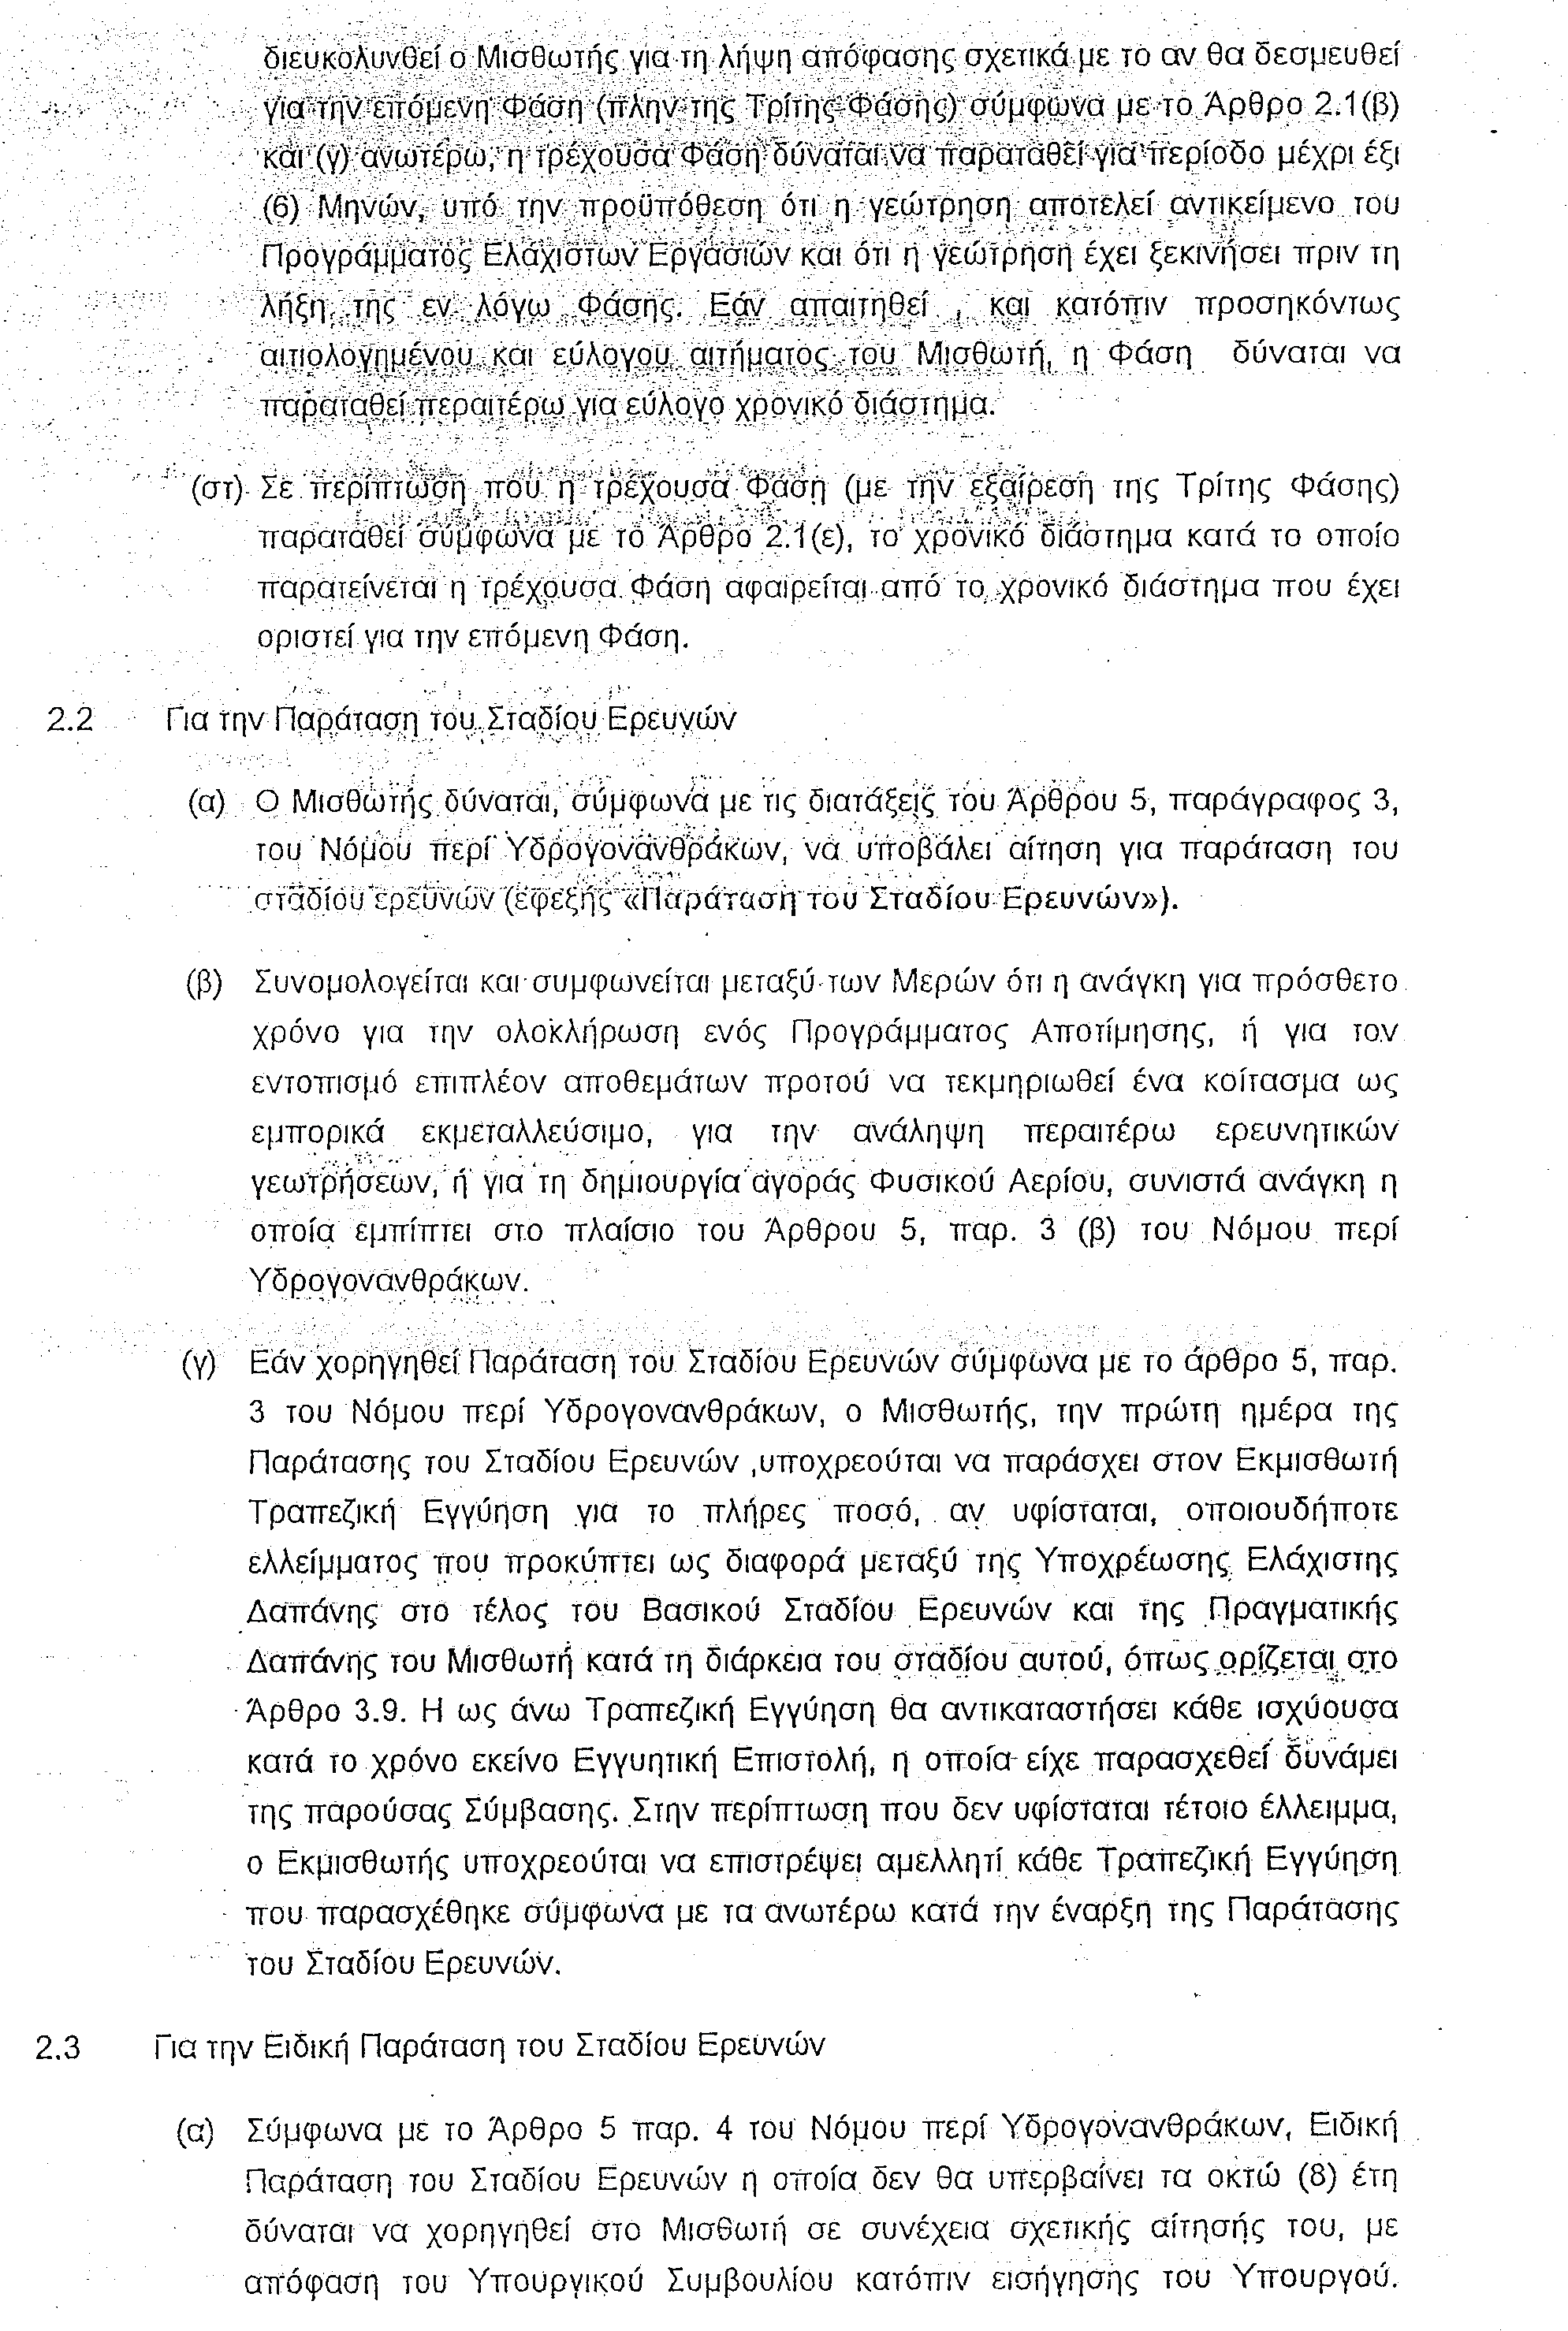 διευκολυνθεί ο Μισθωτής για τη λήψη απόφασης σχετικά με το αν θα δεσμευθεί
για την επόμενη Φάση (πλην της Τρίτης Φάσης) σύμφωνα με το Άρθρο 2.1(β)
και (γ) ανωτέρω, η τρέχουσα Φάση δύναται να παραταθεί για περίοδο μέχρι έξι
(6) Μηνών, υπό την προϋπόθεση ότι η γεώτρηση αποτελεί αντικείμενο του
Προγράμματος Ελάχιστων Εργασιών και ότι η γεώτρηση έχει ξεκινήσει πριν τη
λήξη της εν λόγω Φάσης. Εάν απαιτηθεί , και κατόπιν προσηκόντως
αιτιολογημένου και εύλογου αιτήματος του Μισθωτή, η Φάση δύναται να
παραταθεί περαιτέρω για εύλογο χρονικό διάστημα.
(στ) Σε περίπτωση που η τρέχουσα Φάση (με την εξαίρεση της Τρίτης Φάσης)
παραταθεί σύμφωνα με το Άρθρο 2.1(ε), το χρονικό διάστημα κατά το οποίο
παρατείνεται η τρέχουσα Φάση αφαιρείται από το χρονικό διάστημα που έχει
οριστεί για την επόμενη Φάση.
2.2 Για την Παράταση του Σταδίου Ερευνών
(α) Ο Μισθωτής δύναται, σύμφωνα με τις διατάξεις του Άρθρου 5, παράγραφος 3,
του Νόμου περί Υδρογονανθράκων, να υποβάλει αίτηση για παράταση του
σταδίου ερευνών (εφεξής «Παράταση του Σταδίου Ερευνών»).
(β) Συνομολογείται και συμφωνείται μεταξύ των Μερών ότι η ανάγκη για πρόσθετο
χρόνο για την ολοκλήρωση ενός Προγράμματος Αποτίμησης, ή για τον
εντοπισμό επιπλέον αποθεμάτων προτού να τεκμηριωθεί ένα κοίτασμα ως
εμπορικά εκμεταλλεύσιμο, για την ανάληψη περαιτέρω ερευνητικών
γεωτρήσεων, ή για τη δημιουργία αγοράς Φυσικού Αερίου, συνιστά ανάγκη η
οποία εμπίπτει στο πλαίσιο του Άρθρου 5, παρ. 3 (β) του Νόμου περί
Υδρογονανθράκων.
(γ) Εάν χορηγηθεί Παράταση του Σταδίου Ερευνών σύμφωνα με το άρθρο 5, παρ.
3 του Νόμου περί Υδρογονανθράκων, ο Μισθωτής, την πρώτη ημέρα της
Παράτασης του Σταδίου Ερευνών ,υποχρεούται να παράσχει στον Εκμισθωτή
Τραπεζική Εγγύηση για το πλήρες ποσό, αν υφίσταται, οποιουδήποτε
ελλείμματος που προκύπτει ως διαφορά μεταξύ της Υποχρέωσης Ελάχιστης
Δαπάνης στο τέλος του Βασικού Σταδίου Ερευνών και της Πραγματικής
Δαπάνης του Μισθωτή κατά τη διάρκεια του σταδίου αυτού, όπως ορίζεται στο
Άρθρο 3.9. Η ως άνω Τραπεζική Εγγύηση θα αντικαταστήσει κάθε ισχύουσα
κατά το χρόνο εκείνο Εγγυητική Επιστολή, η οποία είχε παρασχεθεί δυνάμει
της παρούσας Σύμβασης. Στην περίπτωση που δεν υφίσταται τέτοιο έλλειμμα,
ο Εκμισθωτής υποχρεούται να επιστρέψει αμελλητί κάθε Τραπεζική Εγγύηση
που παρασχέθηκε σύμφωνα με τα ανωτέρω κατά την έναρξη της Παράτασης
του Σταδίου Ερευνών.
2.3 Για την Ειδική Παράταση του Σταδίου Ερευνών
(α) Σύμφωνα με το Άρθρο 5 παρ. 4 του Νόμου περί Υδρογονανθράκων, Ειδική
Παράταση του Σταδίου Ερευνών η οποία δεν θα υπερβαίνει τα οκτώ (8) έτη
δύναται να χορηγηθεί στο Μισθωτή σε συνέχεια σχετικής αίτησής του, με
απόφαση του Υπουργικού Συμβουλίου κατόπιν εισήγησης του Υπουργού.